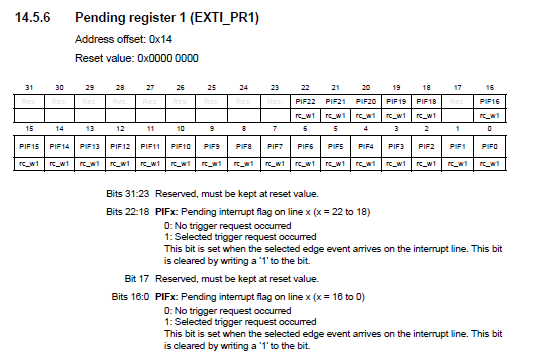 14.5.6 Pending register 1 (EXTI_PR1)
Address offset: 0x14
Reset value: 0x0000 0000
31 30 29 28 27 26 25 24 23 22 21 20 19 18 17 16
Res. Res. Res. Res. Res. Res. Res. Res. Res. PIF22 PIF21 PIF20 PIF19 PIF18 Res. PIF16
rc_w1 rc_w1 rc_w1 rc_w1 rc_w1 rc_w1
15 14 13 12 11 10 9 8 7 6 5 4 3 2 1 0
PIF15 PIF14 PIF13 PIF12 PIF11 PIF10 PIF9 PIF8 PIF7 PIF6 PIF5 PIF4 PIF3 PIF2 PIF1 PIF0
rc_w1 rc_w1 rc_w1 rc_w1 rc_w1 rc_w1 rc_w1 rc_w1 rc_w1 rc_w1 rc_w1 rc_w1 rc_w1 rc_w1 rc_w1 rc_w1
Bits 31:23 Reserved, must be kept at reset value.
Bits 22:18 PIFx: Pending interrupt flag on line x (x = 22 to 18)
0: No trigger request occurred
1: Selected trigger request occurred
This bit is set when the selected edge event arrives on the interrupt line. This bit
is cleared by writing a '1' to the bit.
Bit 17 Reserved, must be kept at reset value.
Bits 16:0 PIFx: Pending interrupt flag on line x (x = 16 to 0)
0: No trigger request occurred
1: Selected trigger request occurred
This bit is set when the selected edge event arrives on the interrupt line. This bit
is cleared by writing a '1' to the bit.